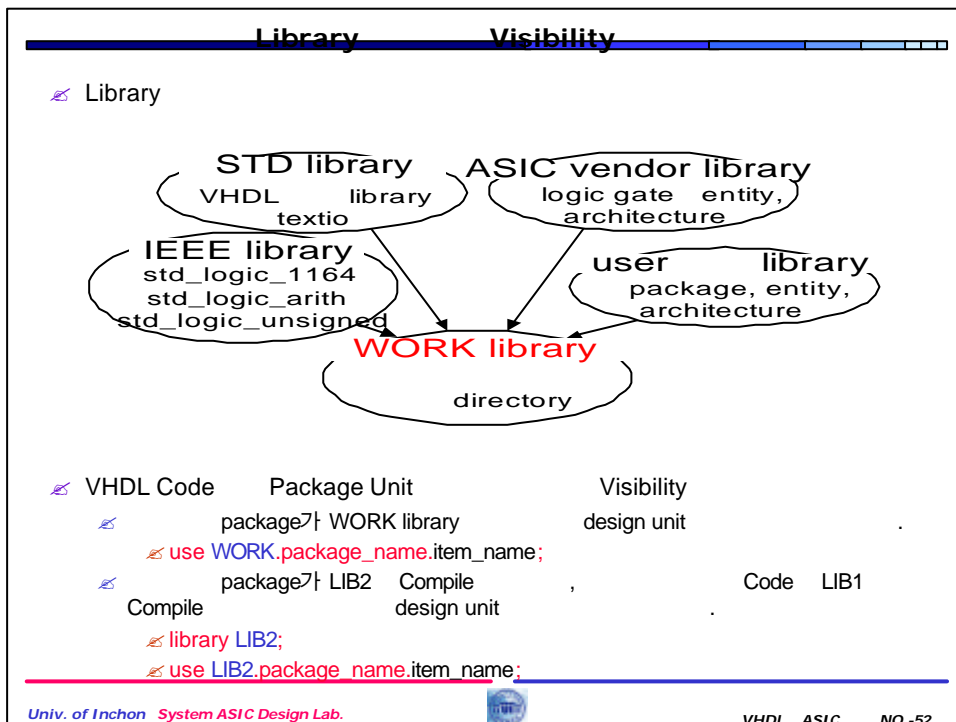 Library Visibility
Library
STD library
VHDL library
textio
ASIC vendor library
logic gate entity,
architecture
IEEE library
std_logic_1164
std_logic_arith
std_logic_unsigned
user library
package, entity,
architecture
WORK library
directory
VHDL Code Package Unit Visibility
package가 WORK library design unit .
use WORK.package_name.item_name;
package가 LIB2 Compile , Code LIB1
Compile design unit .
library LIB2;
use LIB2.package_name.item_name;
Univ. of Inchon System ASIC Design Lab.
VHDL ASIC NO.-52